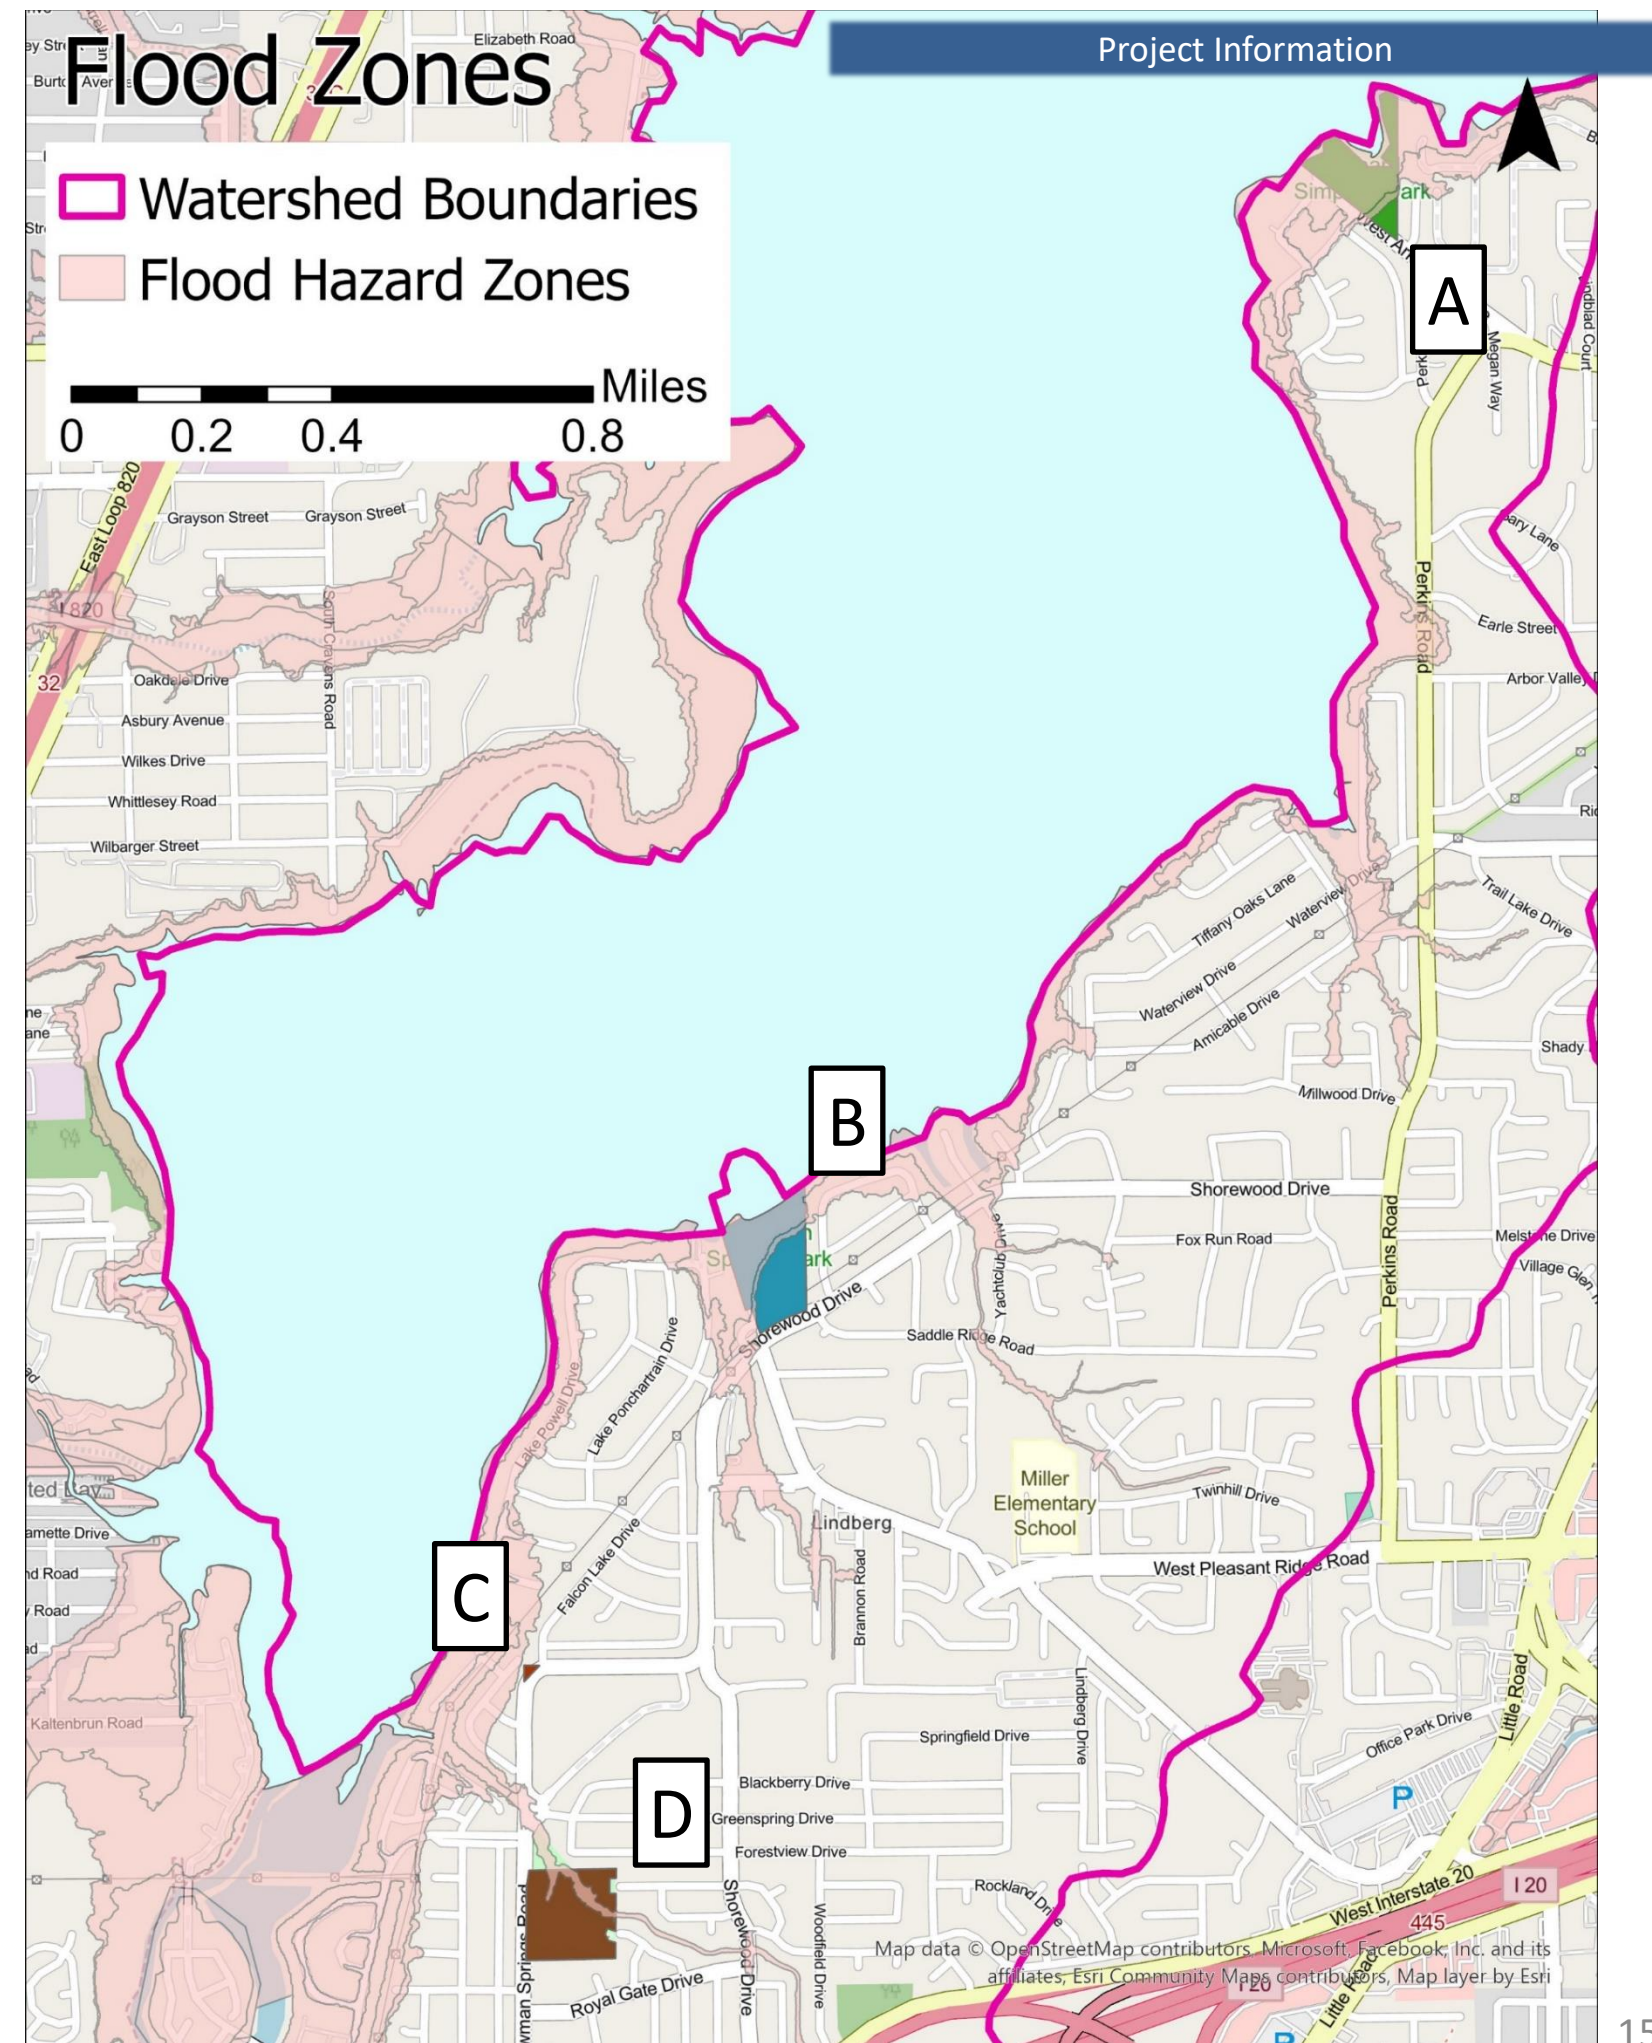 Flood Zones
Project Information
Elizabeth Road
Watershed Boundaries
Flood Hazard Zones
Miles
0 0.2 0.4 0.8
A
Megan Way
East Loop 820
Grayson Street
Grayson Street
I 820
South Cravens Road
32
Oakdale Drive
Asbury Avenue
Wilkes Drive
Whittlesey Road
Wilbarger Street
Perkins Road
Earle Street
Arbor Valley
Tiffany Oaks Lane
Waterview Drive
Waterview Drive
Amicable Drive
Trail Lake Drive
Shady
Millwood Drive
B
Shorewood Drive
Fox Run Road
Yachtclub Drive
Perkins Road
Melstone Drive
Village Glen
Shorewood Drive
Saddle Ridge Road
Lake Ponchartrain Drive
Lake Powell Drive
Miller
Elementary
School
Twinhill Drive
Lindberg
West Pleasant Ridge Road
Brannon Road
Falcon Lake Drive
C
Kaltenbrun Road
Lindberg Drive
Springfield Drive
Office Park Drive
Little Road
P
D
Blackberry Drive
Greenspring Drive
Forestview Drive
Rockland Drive
Shorewood Drive
Woodfield Drive
Royal Gate Drive
West Interstate 20
I 20
445
Map data © OpenStreetMap contributors, Microsoft, Facebook, Inc. and its
affiliates, Esri Community Maps contributors, Map layer by Esri
I 20
Little Road
15